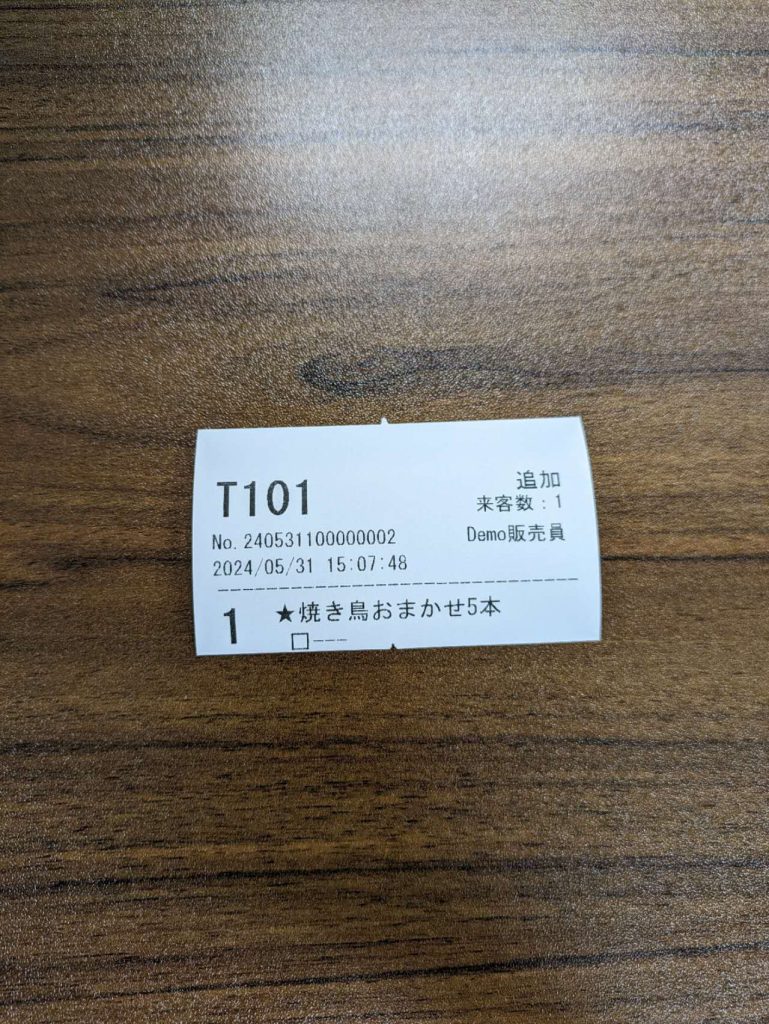 T101
追加
来客数：1
No. 240531100000002
Demo販売員
2024/05/31 15:07:48
1 ★焼き鳥おまかせ5本
□---